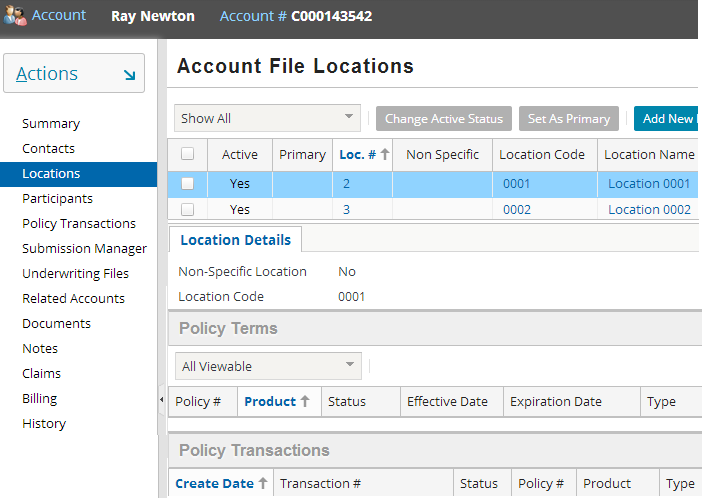 Account Ray Newton Account # C000143542
Actions
Summary
Contacts
Locations
Participants
Policy Transactions
Submission Manager
Underwriting Files
Related Accounts
Documents
Notes
Claims
Billing
History
Account File Locations
Show All Change Active Status Set As Primary Add New
Active Primary Loc. # Non Specific Location Code Location Name
Yes 2 0001 Location 0001
Yes 3 0002 Location 0002
Location Details
Non-Specific Location No
Location Code 0001
Policy Terms
All Viewable
Policy # Product Status Effective Date Expiration Date Type
Policy Transactions
Create Date Transaction # Status Policy # Product Type